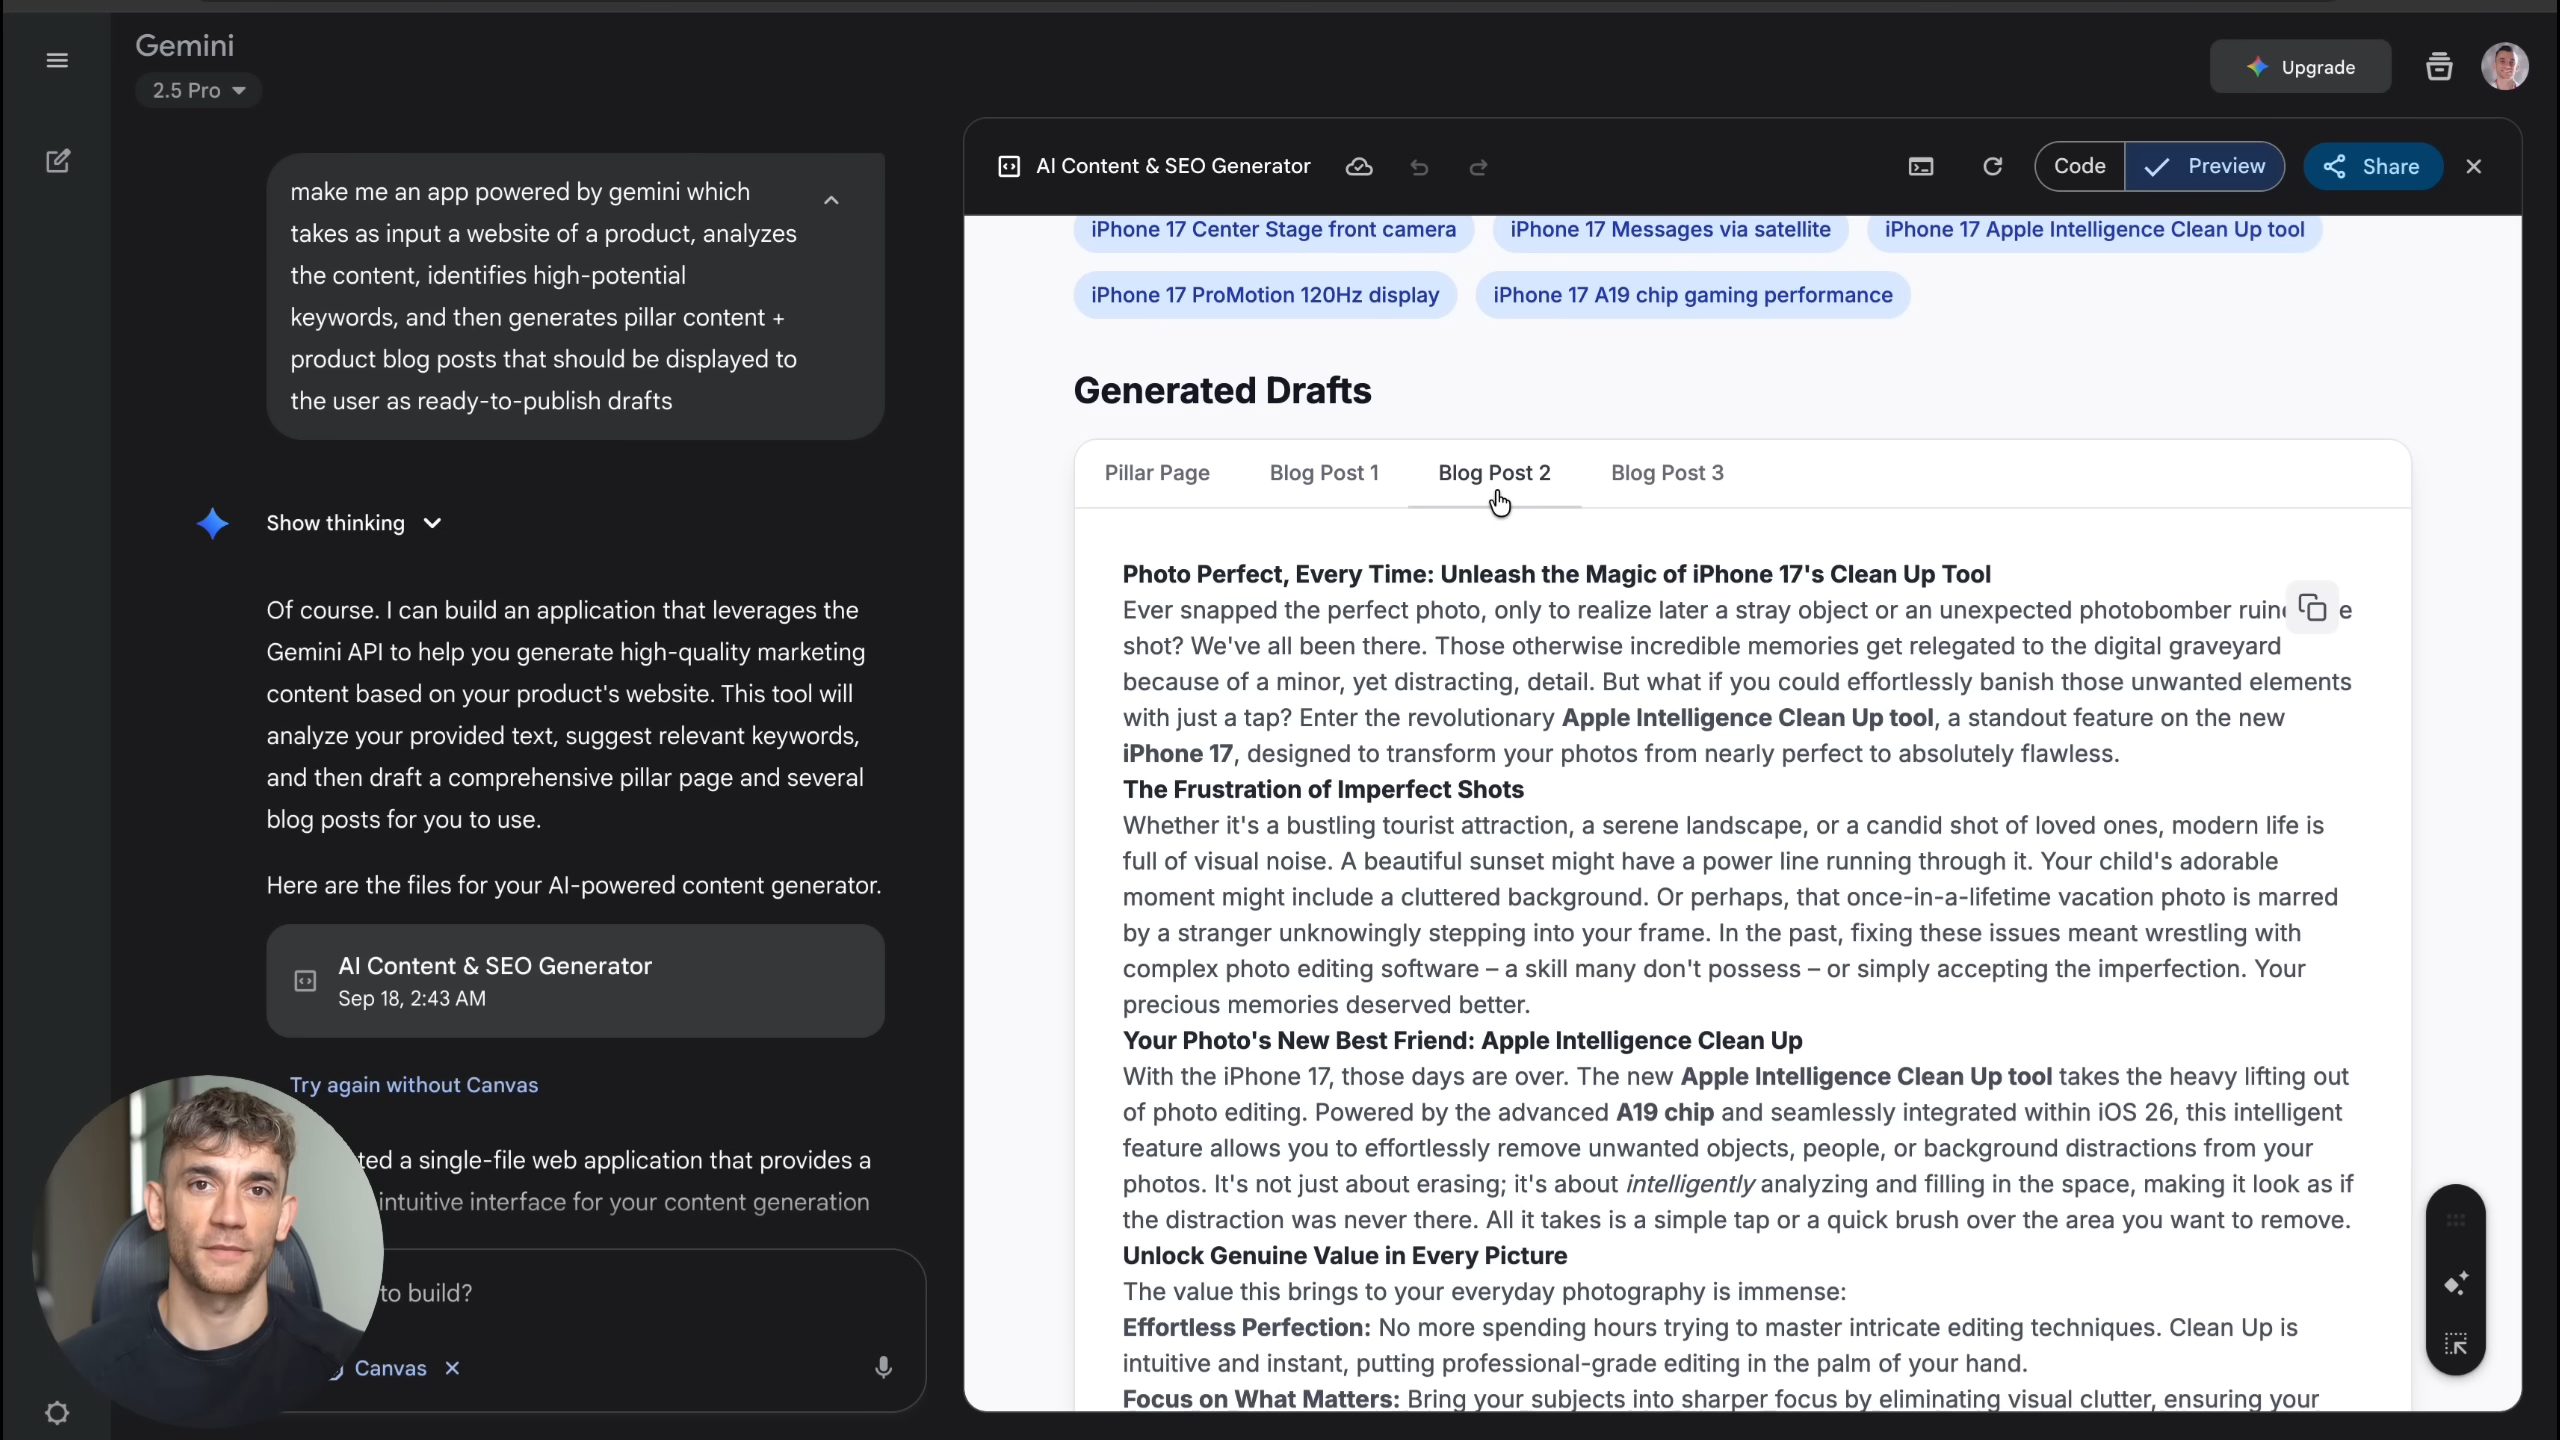 Gemini
2.5 Pro
Upgrade
make me an app powered by gemini which
takes as input a website of a product, analyzes
the content, identifies high-potential
keywords, and then generates pillar content +
product blog posts that should be displayed to
the user as ready-to-publish drafts
Show thinking
Of course. I can build an application that leverages the
Gemini API to help you generate high-quality marketing
content based on your product's website. This tool will
analyze your provided text, suggest relevant keywords,
and then draft a comprehensive pillar page and several
blog posts for you to use.
Here are the files for your AI-powered content generator.
AI Content & SEO Generator
Sep 18, 2:43 AM
Try again without Canvas
a single-file web application that provides a
intuitive interface for your content generation
to build?
Canvas
AI Content & SEO Generator
Code
Preview
Share
iPhone 17 Center Stage front camera
iPhone 17 Messages via satellite
iPhone 17 Apple Intelligence Clean Up tool
iPhone 17 ProMotion 120Hz display
iPhone 17 A19 chip gaming performance
Generated Drafts
Pillar Page
Blog Post 1
Blog Post 2
Blog Post 3
Photo Perfect, Every Time: Unleash the Magic of iPhone 17's Clean Up Tool
Ever snapped the perfect photo, only to realize later a stray object or an unexpected photobomber
shot? We've all been there. Those otherwise incredible memories get relegated to the digital graveyard
because of a minor, yet distracting, detail. But what if you could effortlessly banish those unwanted elements
with just a tap? Enter the revolutionary Apple Intelligence Clean Up tool, a standout feature on the new
iPhone 17, designed to transform your photos from nearly perfect to absolutely flawless.
The Frustration of Imperfect Shots
Whether it's a bustling tourist attraction, a serene landscape, or a candid shot of loved ones, modern life is
full of visual noise. A beautiful sunset might have a power line running through it. Your child's adorable
moment might include a cluttered background. Or perhaps, that once-in-a-lifetime vacation photo is marred
by a stranger unknowingly stepping into your frame. In the past, fixing these issues meant wrestling with
complex photo editing software – a skill many don't possess – or simply accepting the imperfection. Your
precious memories deserved better.
Your Photo's New Best Friend: Apple Intelligence Clean Up
With the iPhone 17, those days are over. The new Apple Intelligence Clean Up tool takes the heavy lifting out
of photo editing. Powered by the advanced A19 chip and seamlessly integrated within iOS 26, this intelligent
feature allows you to effortlessly remove unwanted objects, people, or background distractions from your
photos. It's not just about erasing; it's about intelligently analyzing and filling in the space, making it look as if
the distraction was never there. All it takes is a simple tap or a quick brush over the area you want to remove.
Unlock Genuine Value in Every Picture
The value this brings to your everyday photography is immense:
Effortless Perfection: No more spending hours trying to master intricate editing techniques. Clean Up is
intuitive and instant, putting professional-grade editing in the palm of your hand.
Focus on What Matters: Bring your subjects into sharper focus by eliminating visual clutter, ensuring your